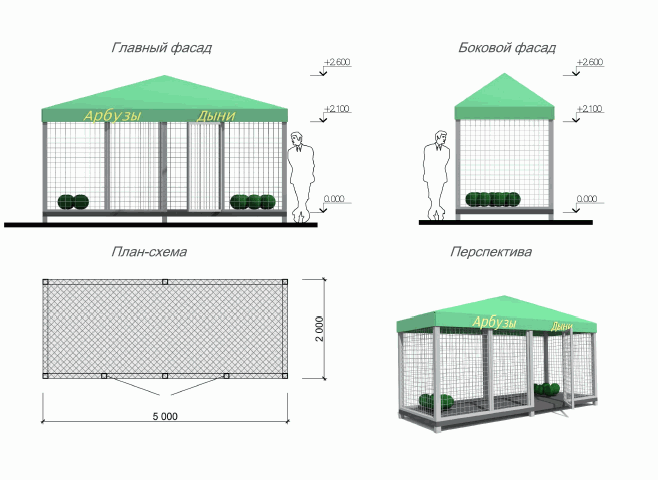 Главный фасад
Боковой фасад
+2.600
+2.600
+2.100
+2.100
Арбузы Дыни
0.000
0.000
План-схема
Перспектива
2 000
5 000
Арбузы Дыни